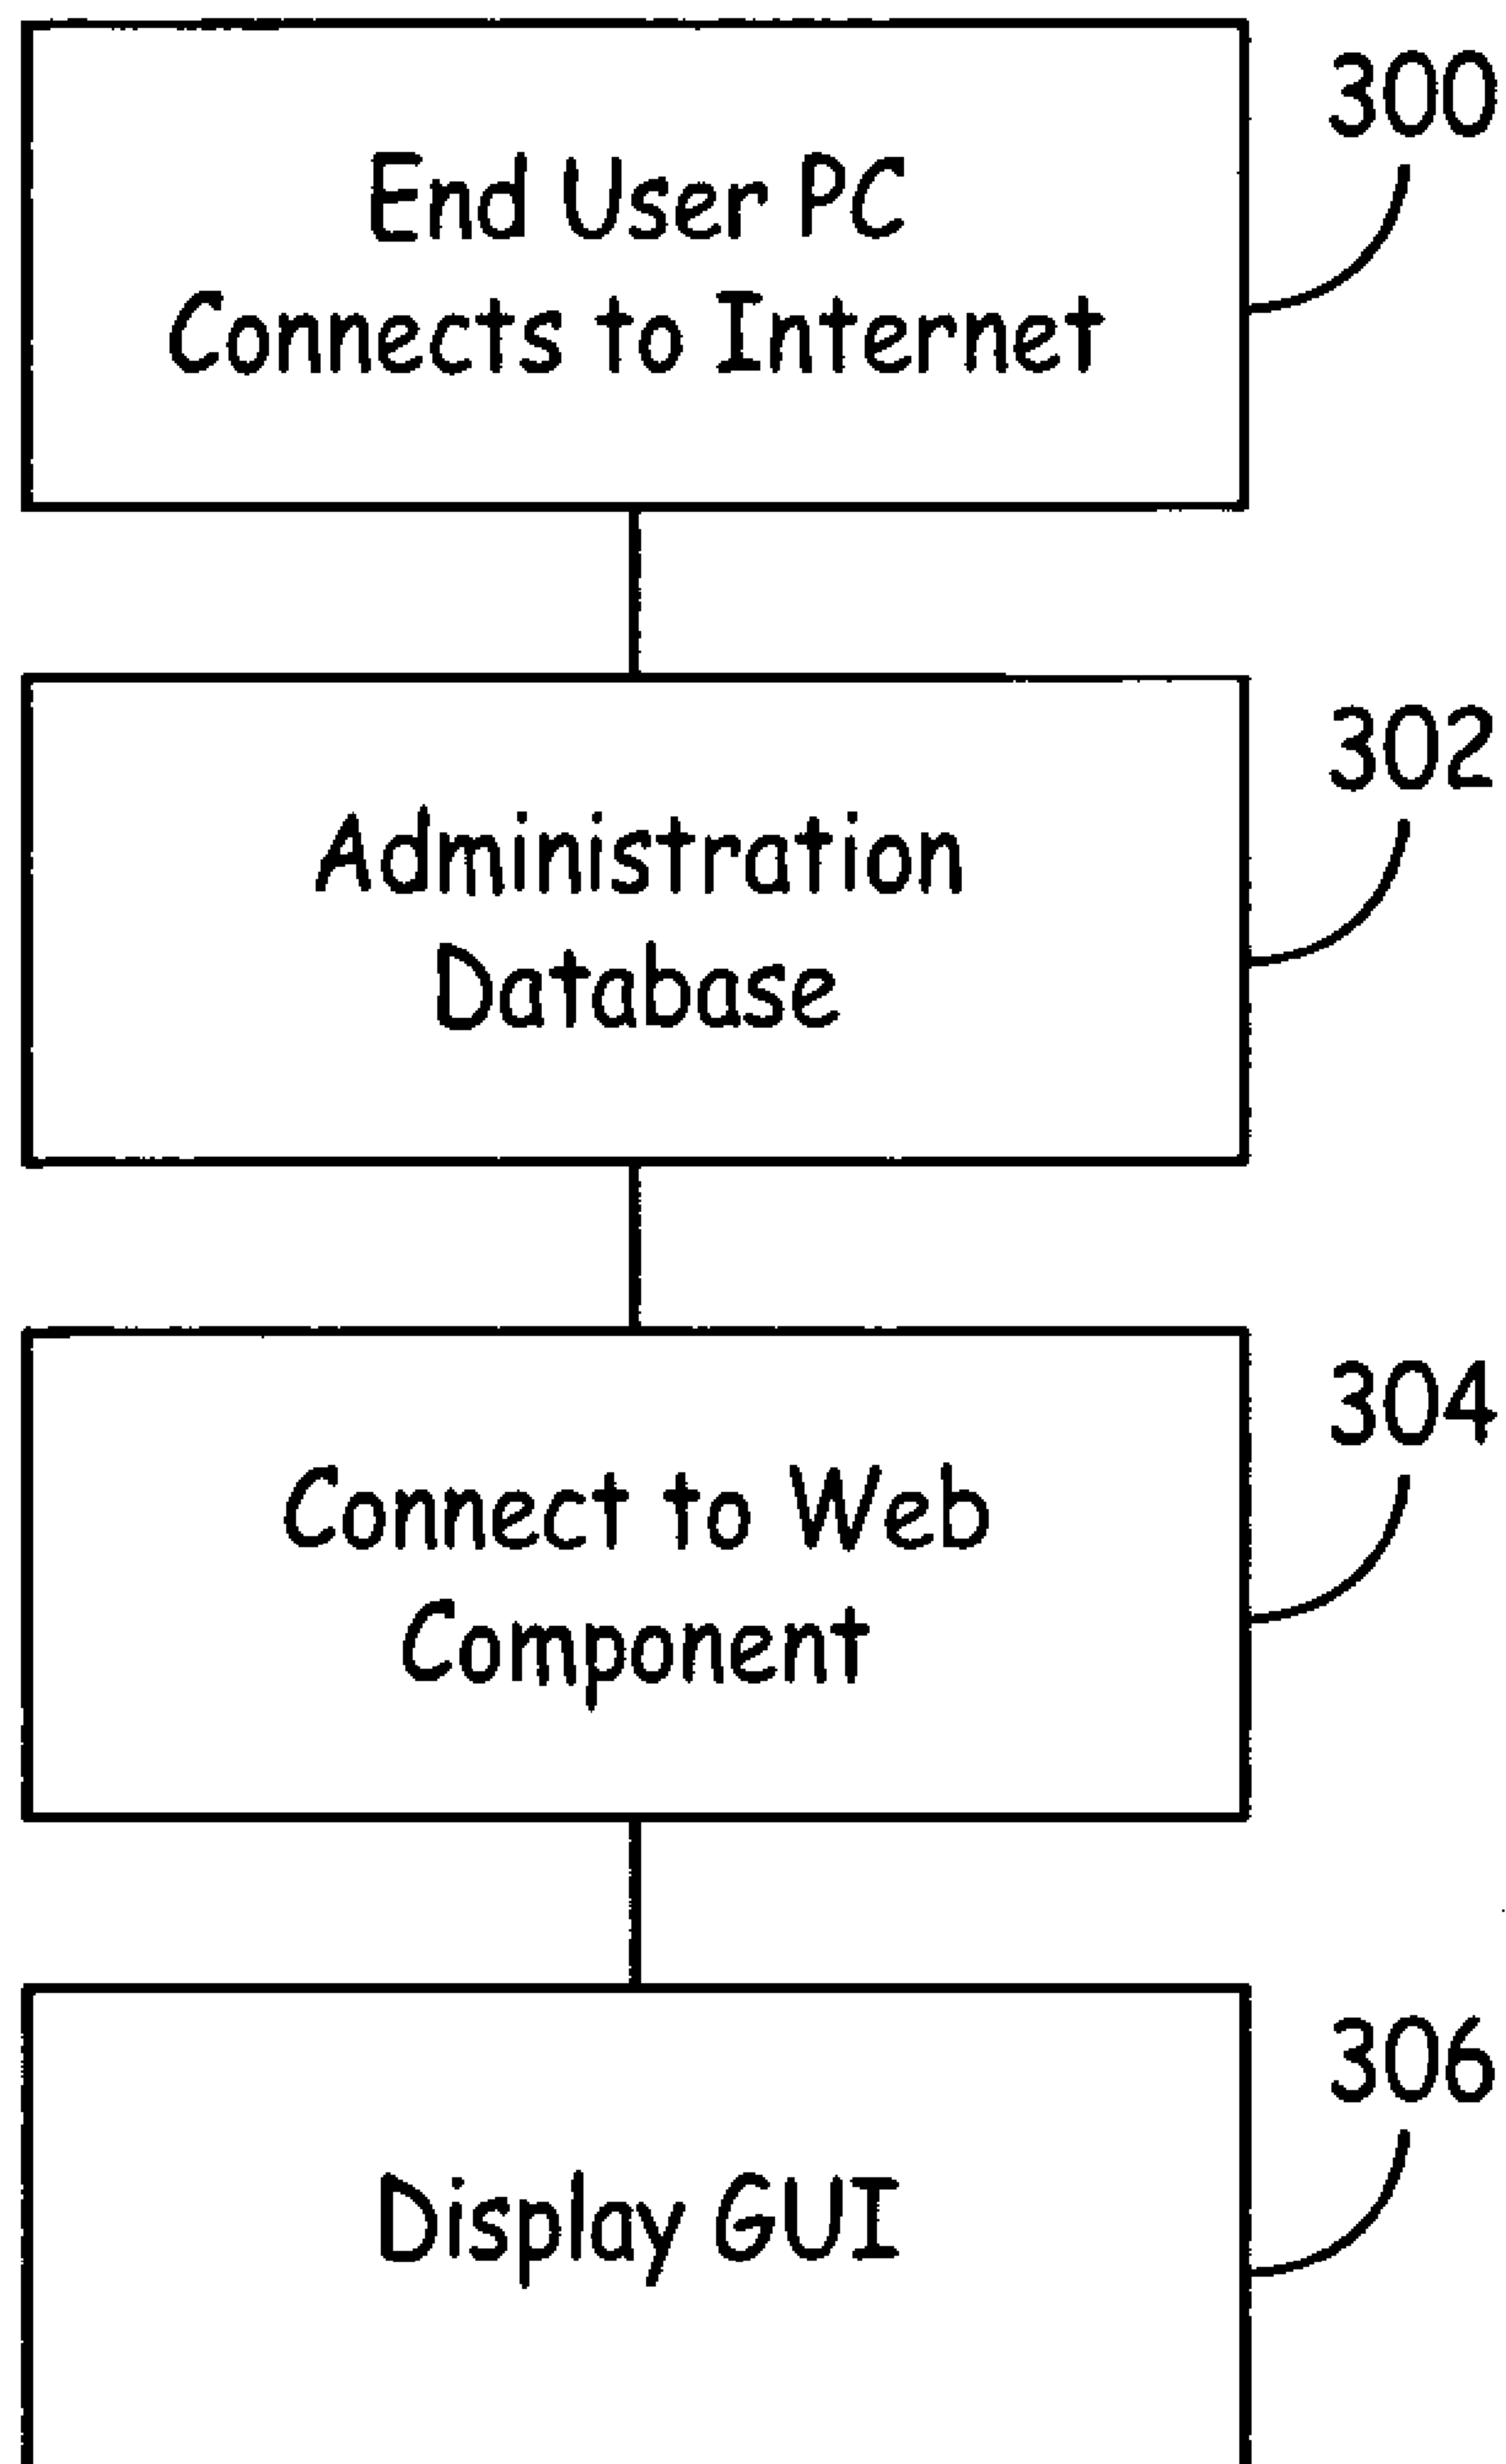 300
End User PC
Connects to Internet
302
Administration
Database
304
Connect to Web
Component
306
Display GUI